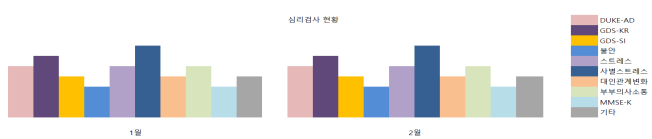 심리검사 현황
DUKE-AD
GDS-KR
GDS-SI
불안
스트레스
사별스트레스
대인관계변화
부부의사소통
MMSE-K
기타
1월
2월